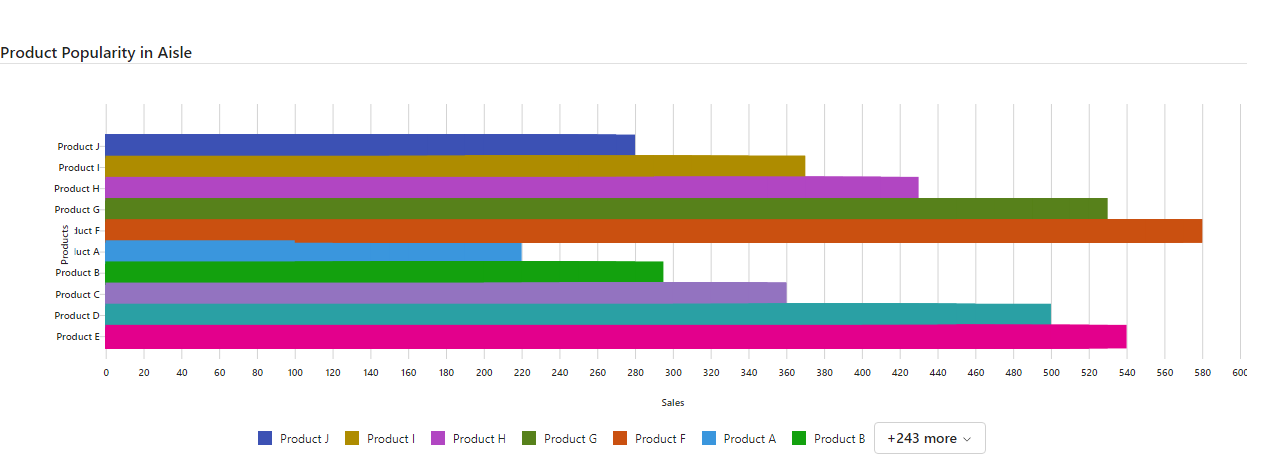 Product Popularity in Aisle
Product J
Product I
Product H
Product G
duct F
Products
duct A
Product B
Product C
Product D
Product E
0 20 40 60 80 100 120 140 160 180 200 220 240 260 280 300 320 340 360 380 400 420 440 460 480 500 520 540 560 580 600
Sales
Product J Product I Product H Product G Product F Product A Product B +243 more